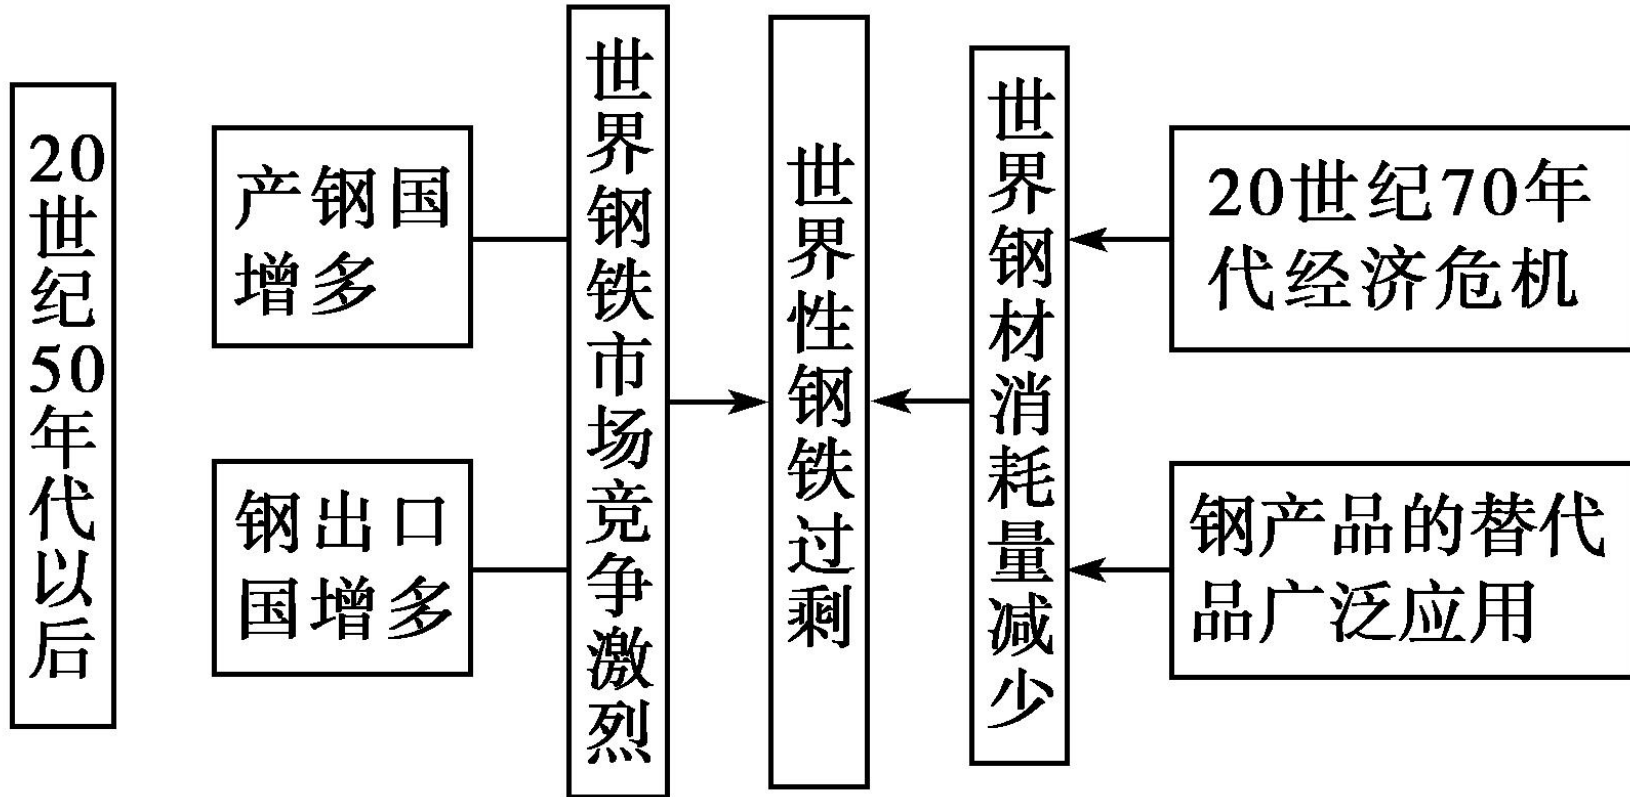 20世纪50年代以后
产钢国
增多
钢出口
国增多
世界钢铁市场竞争激烈
世界性钢铁过剩
世界钢材消耗量减少
20世纪70年
代经济危机
钢产品的替代
品广泛应用